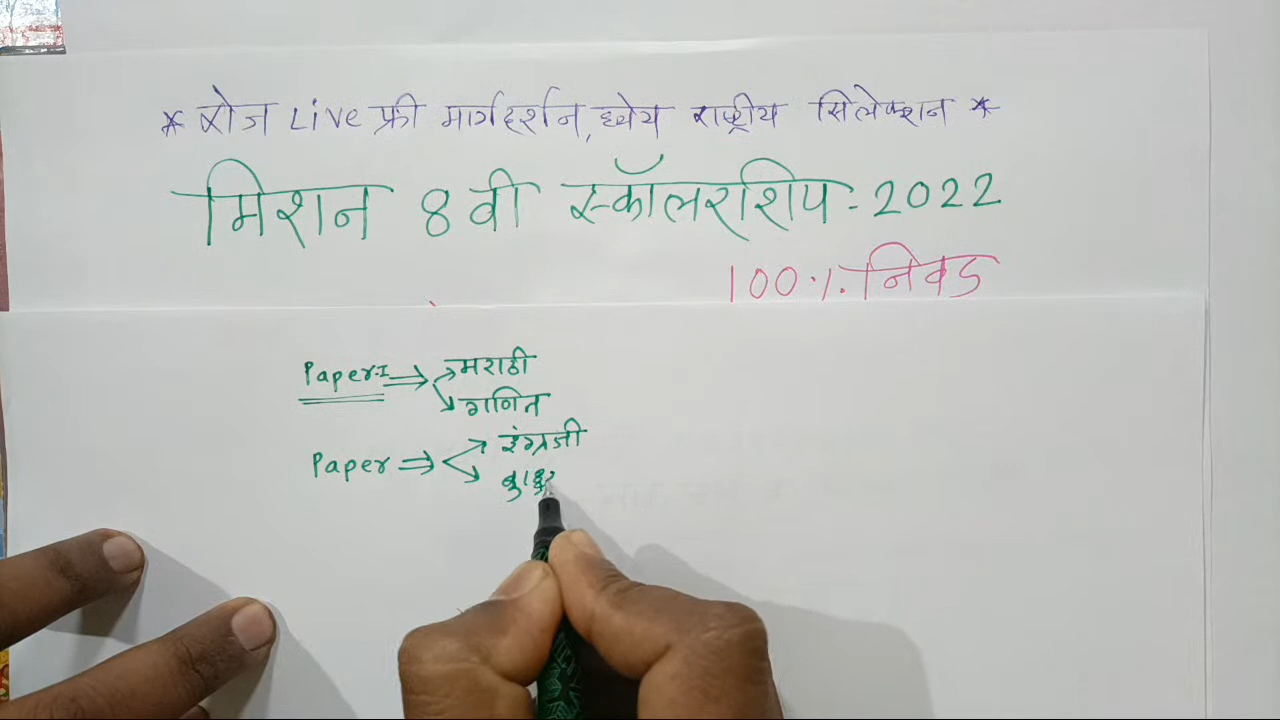 * रोज Live फ्री मार्गदर्शन, ध्येय राष्ट्रीय सिलेक्शन *
मिशन 8 वी स्कॉलरशिप - 2022
100 % निवड
Paper-I ⇒ मराठी
गणित
Paper ⇒ इंग्रजी